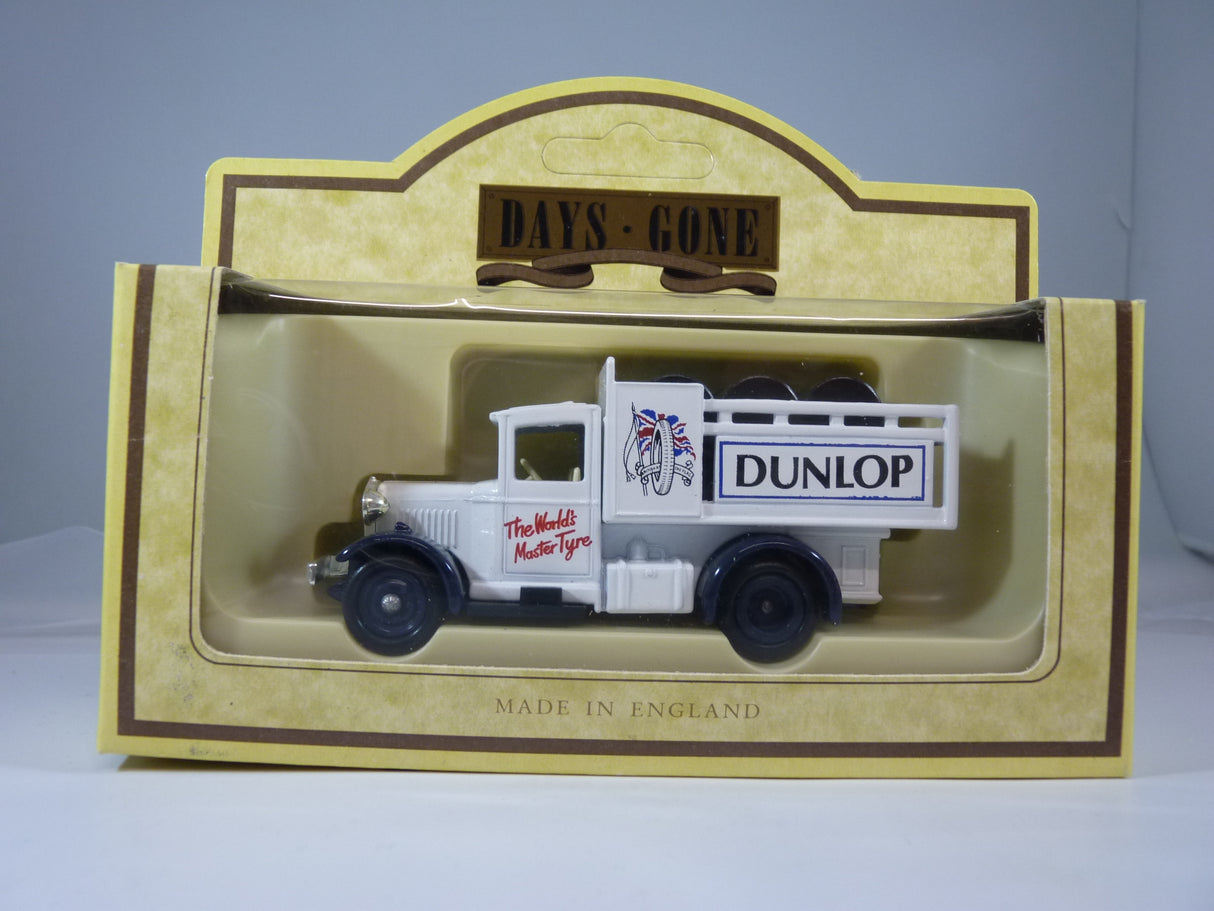 DAYS · GONE
DUNLOP
The World's
Master Tyre
MADE IN ENGLAND